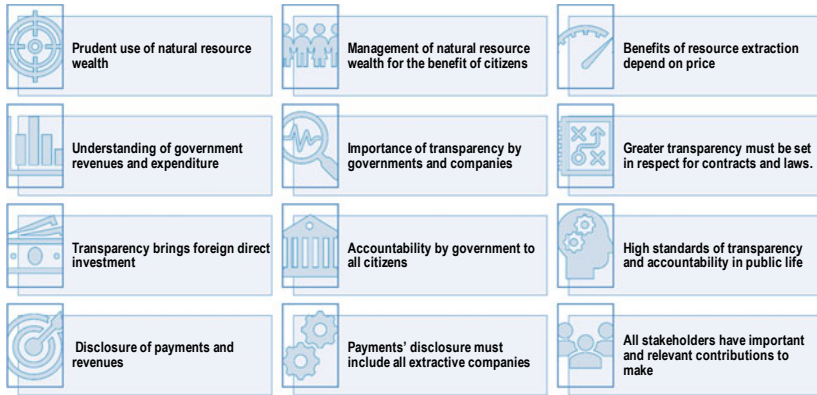 Prudent use of natural resource
wealth
Management of natural resource
wealth for the benefit of citizens
Benefits of resource extraction
depend on price
Understanding of government
revenues and expenditure
Importance of transparency by
governments and companies
Greater transparency must be set
in respect for contracts and laws.
Transparency brings foreign direct
investment
Accountability by government to
all citizens
High standards of transparency
and accountability in public life
Disclosure of payments and
revenues
Payments’ disclosure must
include all extractive companies
All stakeholders have important
and relevant contributions to
make